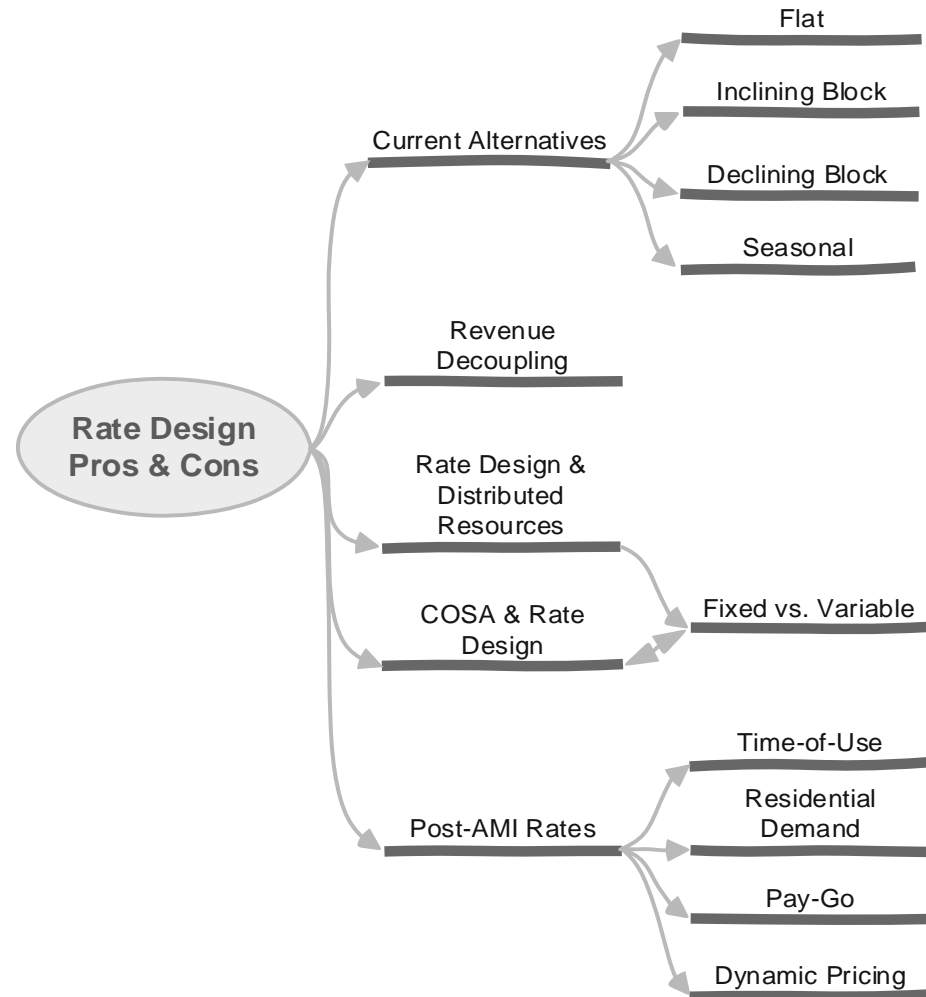 Flat
Inclining Block
Current Alternatives
Declining Block
Seasonal
Revenue
Decoupling
Rate Design
Pros & Cons
Rate Design &
Distributed
Resources
Fixed vs. Variable
COSA & Rate
Design
Time-of-Use
Residential
Demand
Post-AMI Rates
Pay-Go
Dynamic Pricing